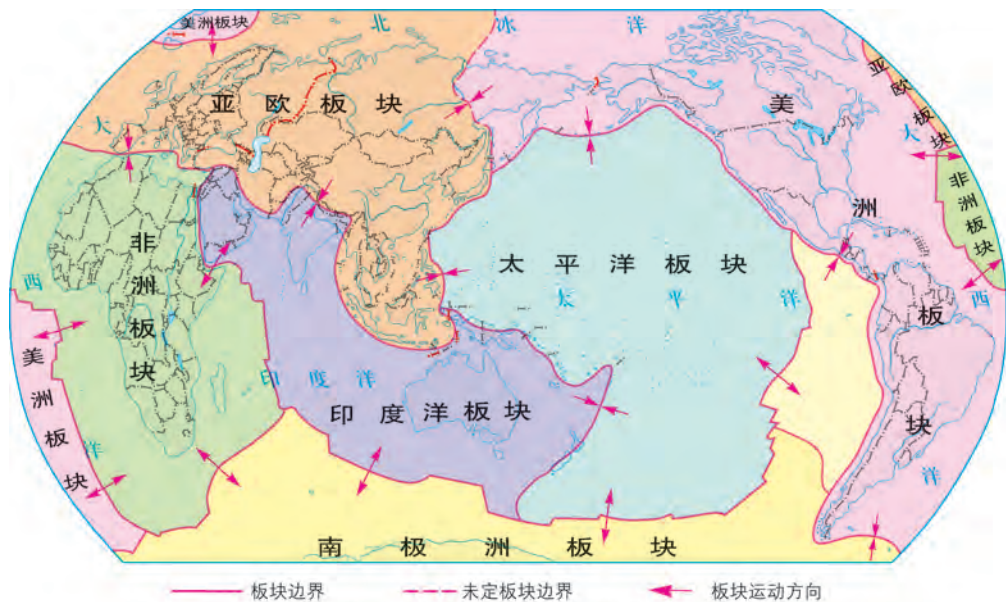 美洲板块
北冰洋
亚欧板块
大西洋
非洲板块
美洲板块
印度洋
印度洋板块
太平洋板块
太平洋
美洲板块
大西洋
亚欧板块
非洲板块
南极洲板块
板块边界
未定板块边界
板块运动方向